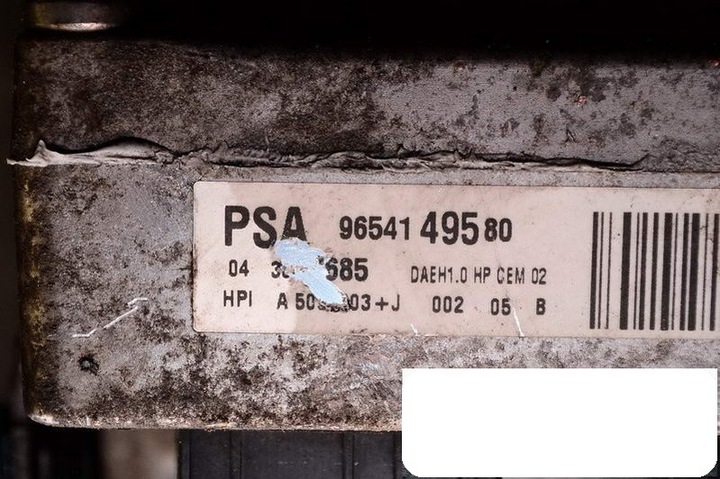 PSA 96541 495 80
04 685 DAEH1.0 HP CEM 02
HPI A 002 05 B